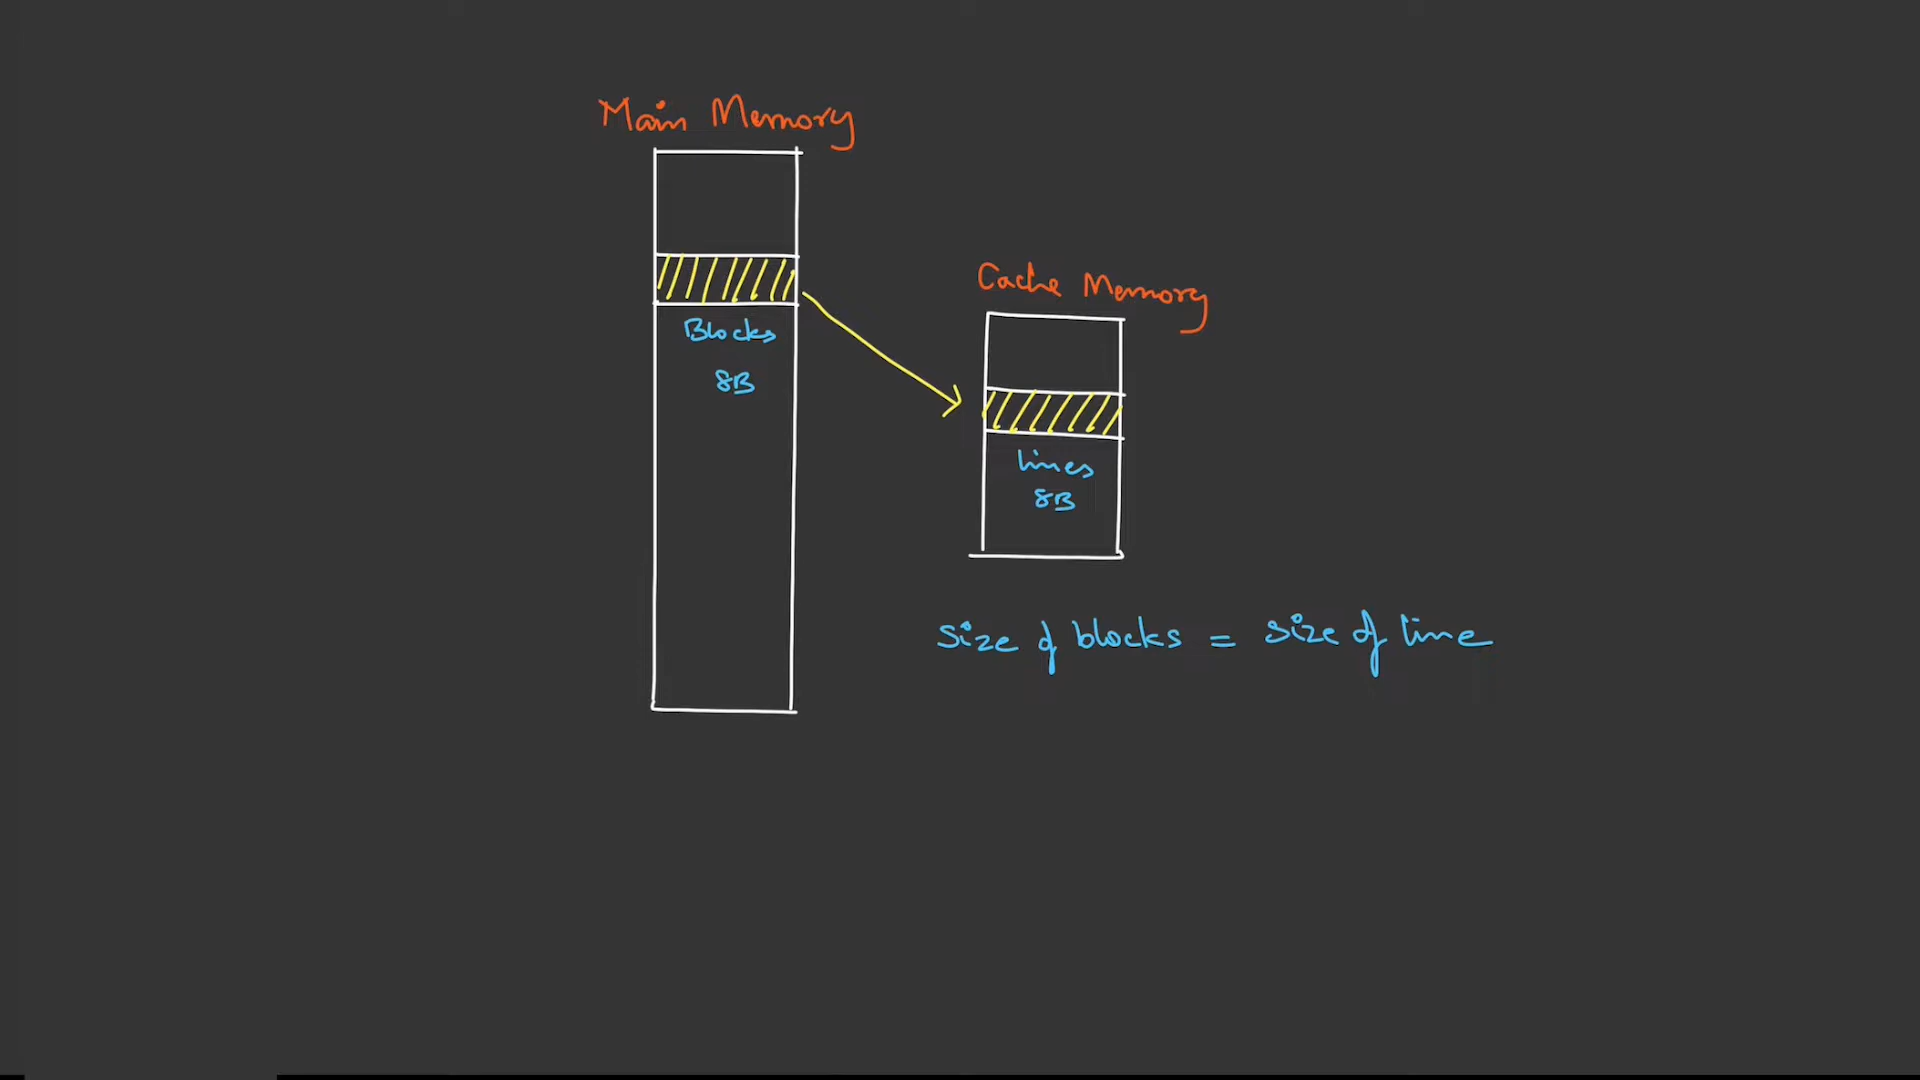 Main Memory
Blocks
8B
Cache Memory
lines
8B
size of blocks = size of line